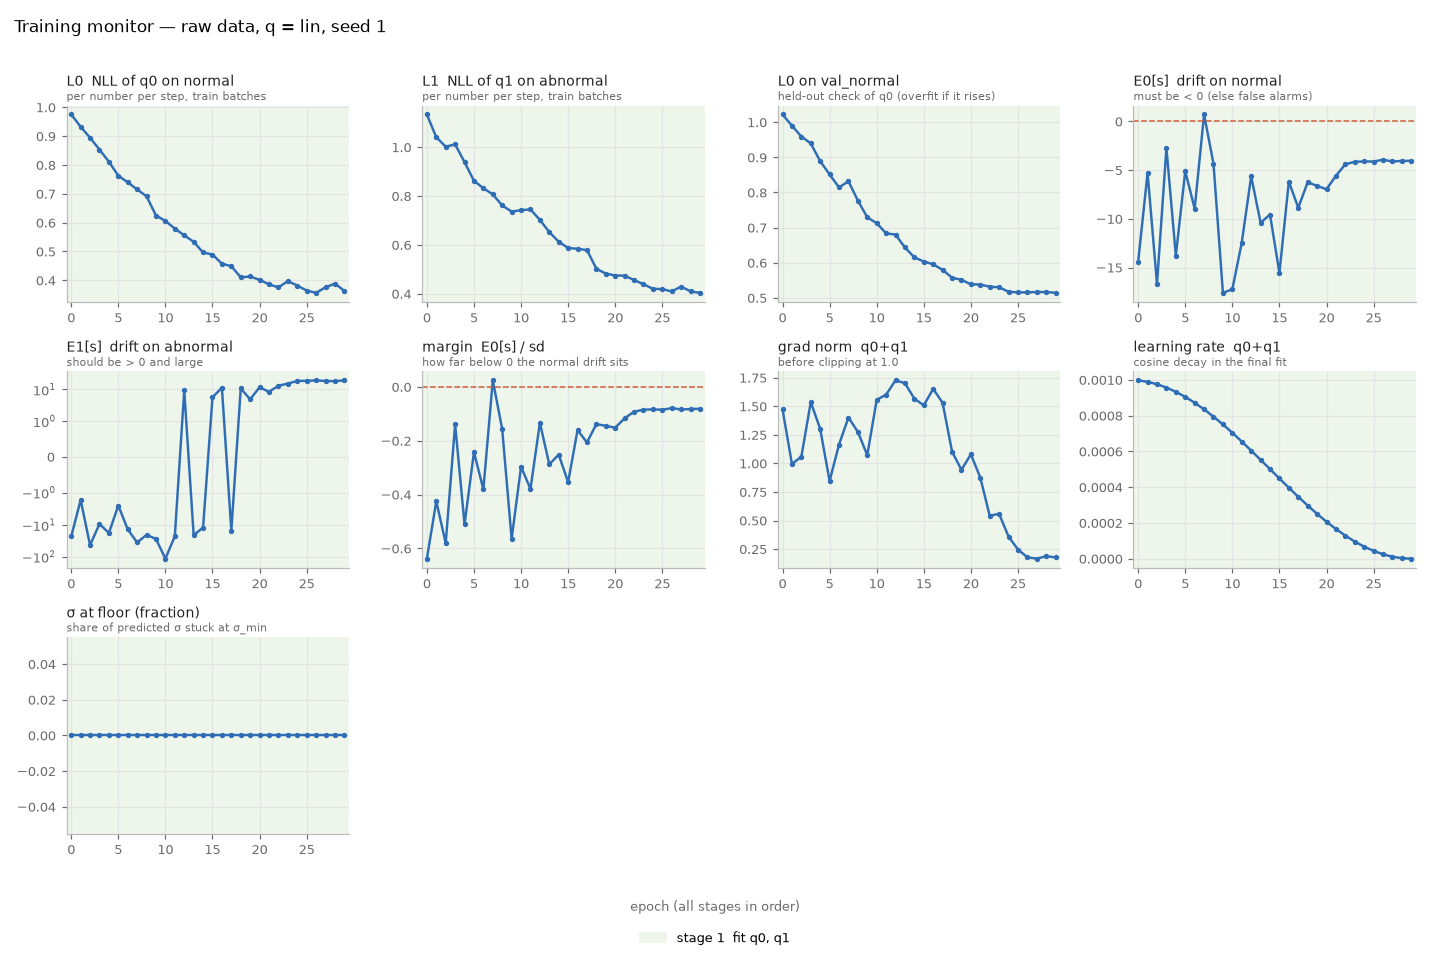 Training monitor — raw data, q = lin, seed 1
L0 NLL of q0 on normal
per number per step, train batches
1.0
0.9
0.8
0.7
0.6
0.5
0.4
0 5 10 15 20 25
L1 NLL of q1 on abnormal
per number per step, train batches
1.0
0.8
0.6
0.4
0 5 10 15 20 25
L0 on val_normal
held-out check of q0 (overfit if it rises)
1.0
0.9
0.8
0.7
0.6
0.5
0 5 10 15 20 25
E0[s] drift on normal
must be < 0 (else false alarms)
0
−5
−10
−15
0 5 10 15 20 25
E1[s] drift on abnormal
should be > 0 and large
10¹
10⁰
0
−10⁰
−10¹
−10²
0 5 10 15 20 25
margin E0[s] / sd
how far below 0 the normal drift sits
0.0
−0.2
−0.4
−0.6
0 5 10 15 20 25
grad norm q0+q1
before clipping at 1.0
1.75
1.50
1.25
1.00
0.75
0.50
0.25
0 5 10 15 20 25
learning rate q0+q1
cosine decay in the final fit
0.0010
0.0008
0.0006
0.0004
0.0002
0.0000
0 5 10 15 20 25
σ at floor (fraction)
share of predicted σ stuck at σ_min
0.04
0.02
0.00
−0.02
−0.04
0 5 10 15 20 25
epoch (all stages in order)
stage 1 fit q0, q1